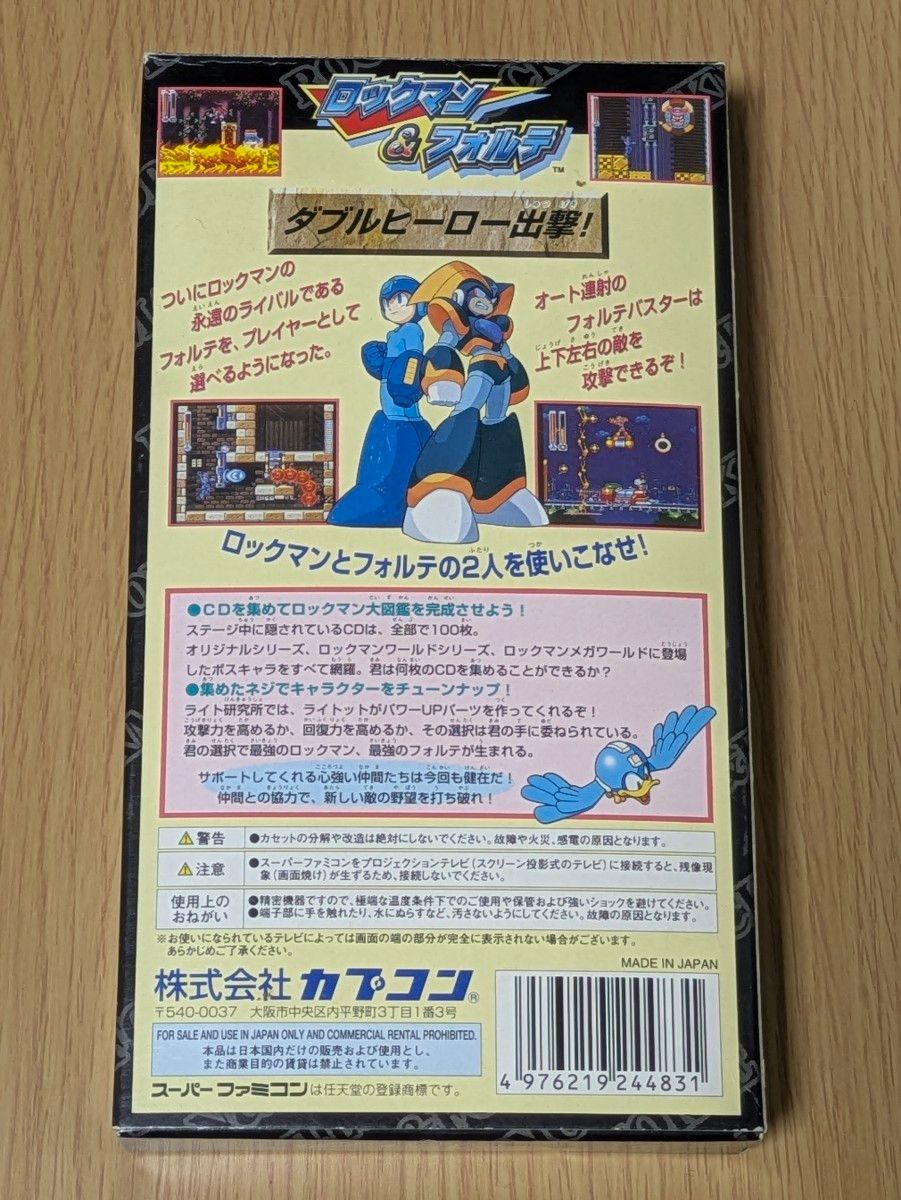 ロックマン
&フォルテ™
ダブルヒーロー出撃!
ついにロックマンの
永遠のライバルである
フォルテを、プレイヤーとして
選べるようになった。
オート連射の
フォルテバスターは
上下左右の敵を
攻撃できるぞ!
ロックマンとフォルテの2人を使いこなせ!
●CDを集めてロックマン大図鑑を完成させよう!
ステージ中に隠されているCDは、全部で100枚。
オリジナルシリーズ、ロックマンワールドシリーズ、ロックマンメガワールドに登場
したボスキャラをすべて網羅。君は何枚のCDを集めることができるか?
●集めたネジでキャラクターをチューンナップ!
ライト研究所では、ライトットがパワーUPパーツを作ってくれるぞ!
攻撃力を高めるか、回復力を高めるか、その選択は君の手に委ねられている。
君の選択で最強のロックマン、最強のフォルテが生まれる。
サポートしてくれる心強い仲間たちは今回も健在だ!
仲間との協力で、新しい敵の野望を打ち破れ!
警告 ●カセットの分解や改造は絶対にしないでください。故障や火災、感電の原因となります。
注意 ●スーパーファミコンをプロジェクションテレビ(スクリーン投影式のテレビ)に接続すると、残像現
象(画面焼け)が生ずるため、接続しないでください。
使用上の
おねがい
●精密機器ですので、極端な温度条件下でのご使用や保管および強いショックを避けてください。
●端子部に手を触れたり、水にぬらすなど、汚さないようにしてください。故障の原因となります。
※お使いになられているテレビによっては画面の端の部分が完全に表示されない場合がございます。
あらかじめご了承ください。
MADE IN JAPAN
株式会社カプコン®
〒540-0037 大阪市中央区内平野町3丁目1番3号
FOR SALE AND USE IN JAPAN ONLY AND COMMERCIAL RENTAL PROHIBITED.
本品は日本国内だけの販売および使用とし、
また商業目的の賃貸は禁止されています。
スーパーファミコンは任天堂の登録商標です。
4 976219 244831